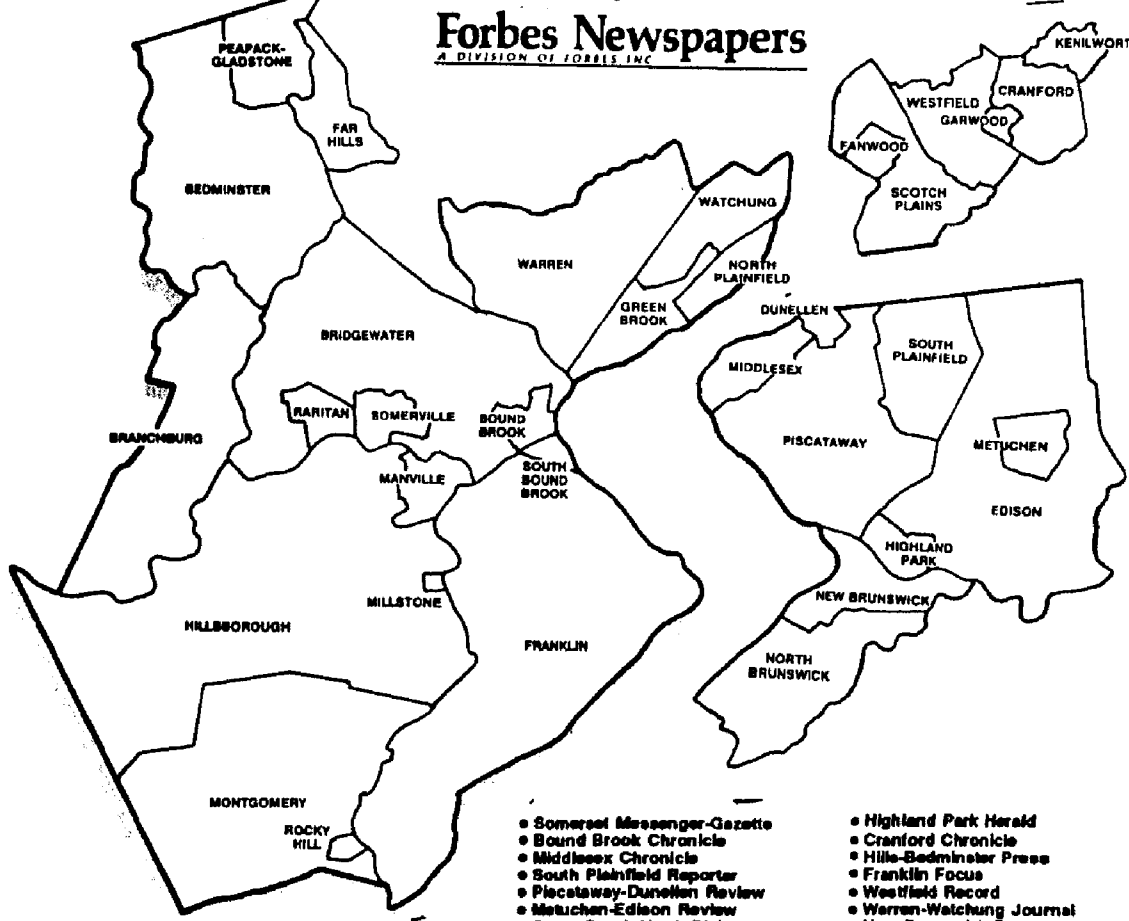 Forbes Newspapers
A DIVISION OF FORBES INC
PEAPACK-
GLADSTONE
FAR
HILLS
BEDMINSTER
KENILWORT
WESTFIELD
CRANFORD
GARWOOD
FANWOOD
SCOTCH
PLAINS
WATCHUNG
WARREN
NORTH
PLAINFIELD
GREEN
BROOK
DUNELLEN
BRIDGEWATER
SOUTH
PLAINFIELD
MIDDLESEX
RARITAN
SOMERVILLE
BOUND
BROOK
BRANCHBURG
PISCATAWAY
METUCHEN
MANVILLE
SOUTH
BOUND
BROOK
EDISON
HIGHLAND
PARK
MILLSTONE
NEW BRUNSWICK
HILLSBOROUGH
FRANKLIN
NORTH
BRUNSWICK
MONTGOMERY
ROCKY
HILL
• Somerset Messenger-Gazette
• Bound Brook Chronicle
• Middlesex Chronicle
• South Plainfield Reporter
• Piscataway-Dunellen Review
• Metuchen-Edison Review
• Highland Park Herald
• Cranford Chronicle
• Hills-Bedminster Press
• Franklin Focus
• Westfield Record
• Warren-Watchung Journal